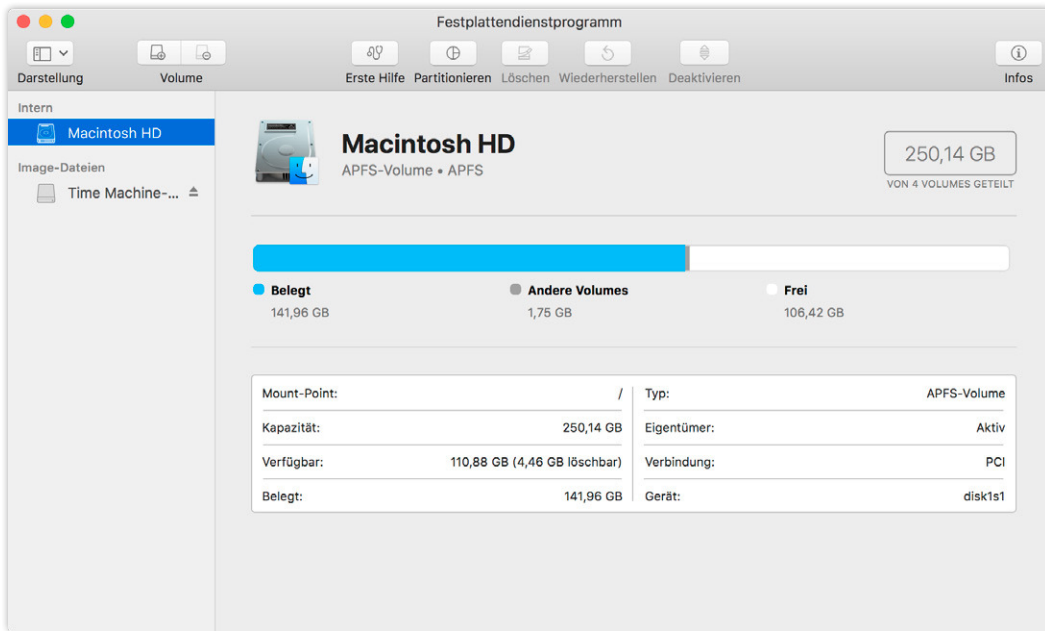 Festplattendienstprogramm
Darstellung
Volume
Erste Hilfe
Partitionieren
Löschen
Wiederherstellen
Deaktivieren
Infos
Intern
Macintosh HD
Image-Dateien
Time Machine-...
Macintosh HD
APFS-Volume • APFS
250,14 GB
VON 4 VOLUMES GETEILT
Belegt
141,96 GB
Andere Volumes
1,75 GB
Frei
106,42 GB
Mount-Point: /
Kapazität: 250,14 GB
Verfügbar: 110,88 GB (4,46 GB löschbar)
Belegt: 141,96 GB
Typ: APFS-Volume
Eigentümer: Aktiv
Verbindung: PCI
Gerät: disk1s1